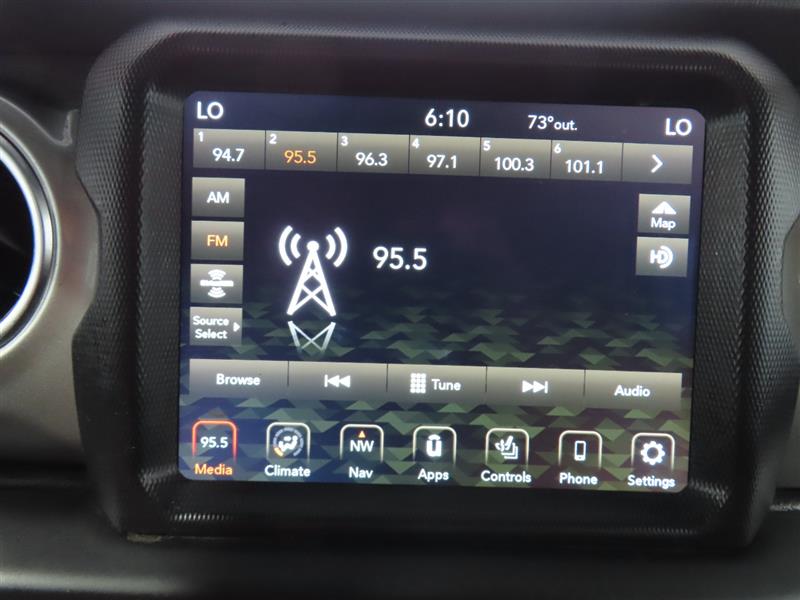 LO 6:10 73°out. LO
1 94.7 2 95.5 3 96.3 4 97.1 5 100.3 6 101.1
AM
FM
Source
Select
95.5
Map
HD
Browse Tune Audio
95.5 NW
Media Climate Nav Apps Controls Phone Settings